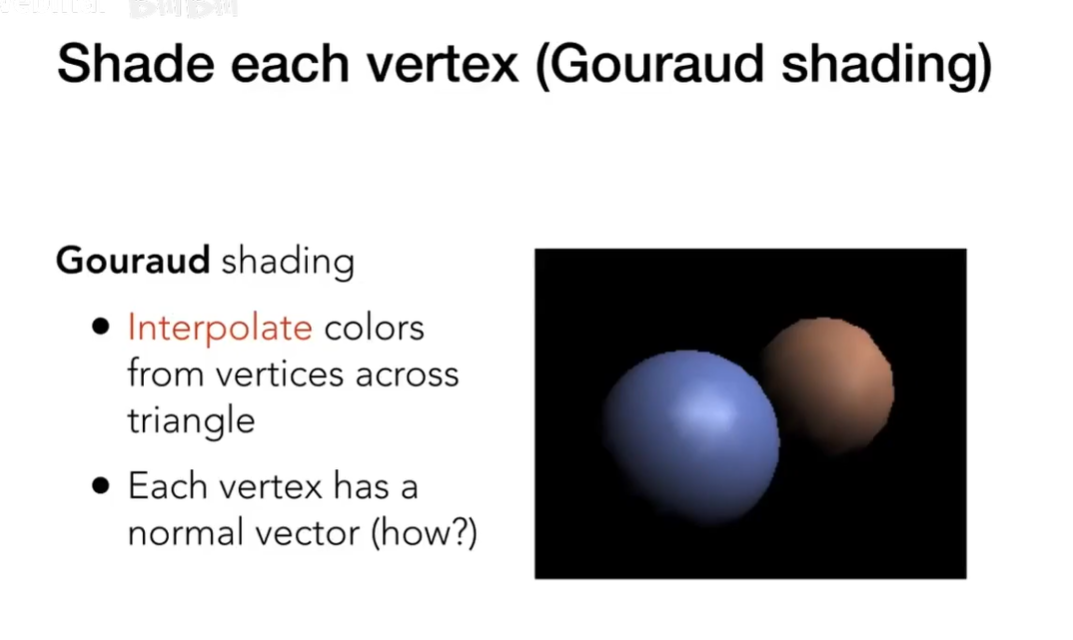 Shade each vertex (Gouraud shading)
Gouraud shading
• Interpolate colors
from vertices across
triangle
• Each vertex has a
normal vector (how?)